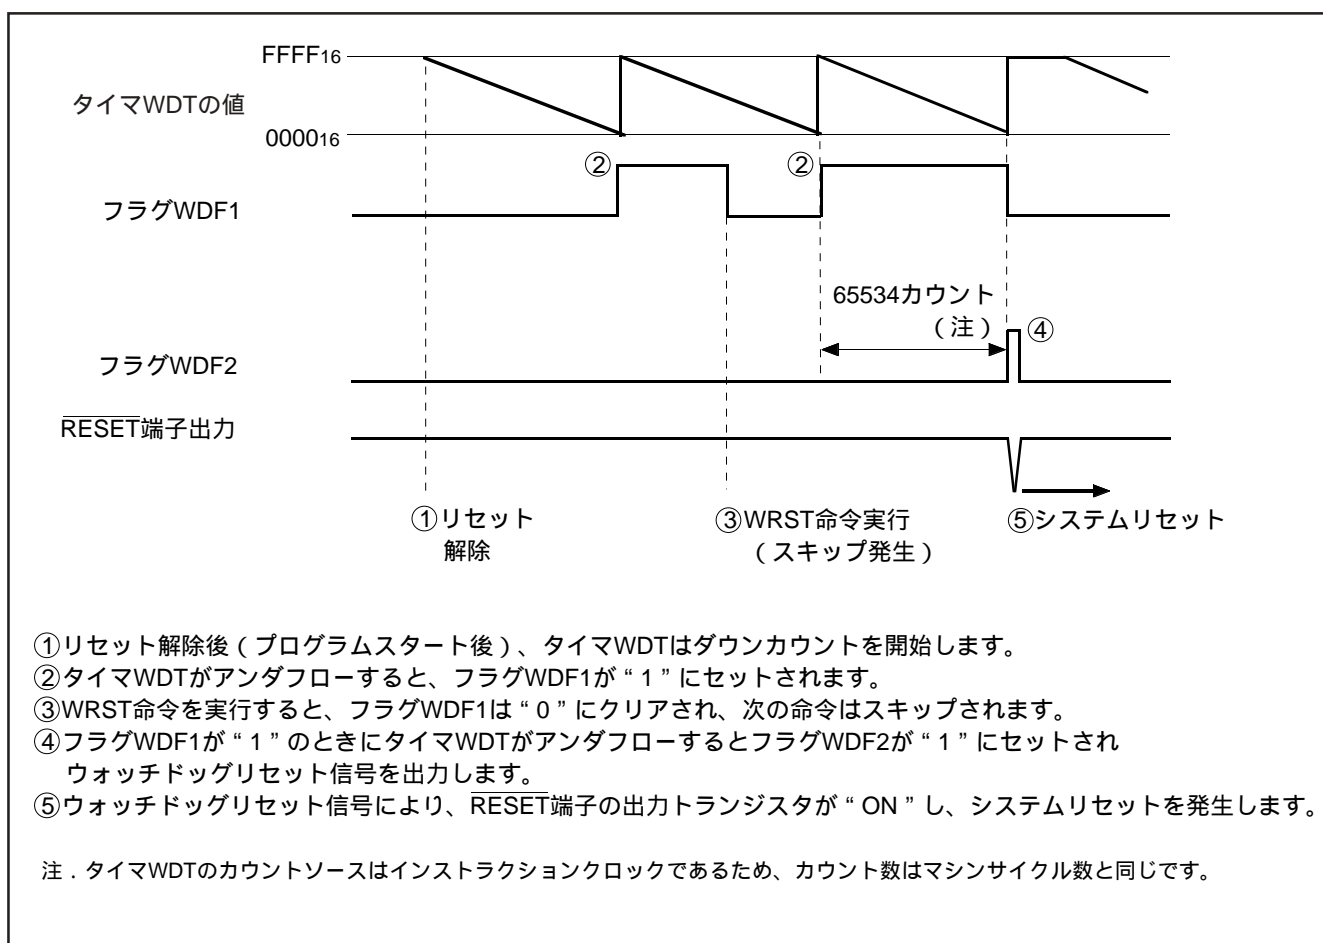 FFFF16
タイマWDTの値
000016
② ②
フラグWDF1
65534カウント
（注）
④
フラグWDF2
RESET端子出力
①リセット
解除
③WRST命令実行
（スキップ発生）
⑤システムリセット
①リセット解除後（プログラムスタート後）、タイマWDTはダウンカウントを開始します。
②タイマWDTがアンダフローすると、フラグWDF1が“1”にセットされます。
③WRST命令を実行すると、フラグWDF1は“0”にクリアされ、次の命令はスキップされます。
④フラグWDF1が“1”のときにタイマWDTがアンダフローするとフラグWDF2が“1”にセットされ
ウォッチドッグリセット信号を出力します。
⑤ウォッチドッグリセット信号により、RESET端子の出力トランジスタが“ON”し、システムリセットを発生します。
注．タイマWDTのカウントソースはインストラクションクロックであるため、カウント数はマシンサイクル数と同じです。